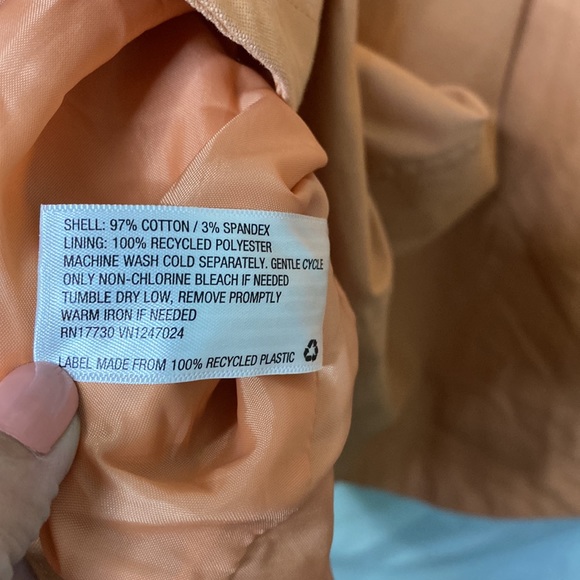 SHELL: 97% COTTON / 3% SPANDEX
LINING: 100% RECYCLED POLYESTER
MACHINE WASH COLD SEPARATELY. GENTLE CYCLE
ONLY NON-CHLORINE BLEACH IF NEEDED
TUMBLE DRY LOW, REMOVE PROMPTLY
WARM IRON IF NEEDED
RN17730 VN1247024
LABEL MADE FROM 100% RECYCLED PLASTIC